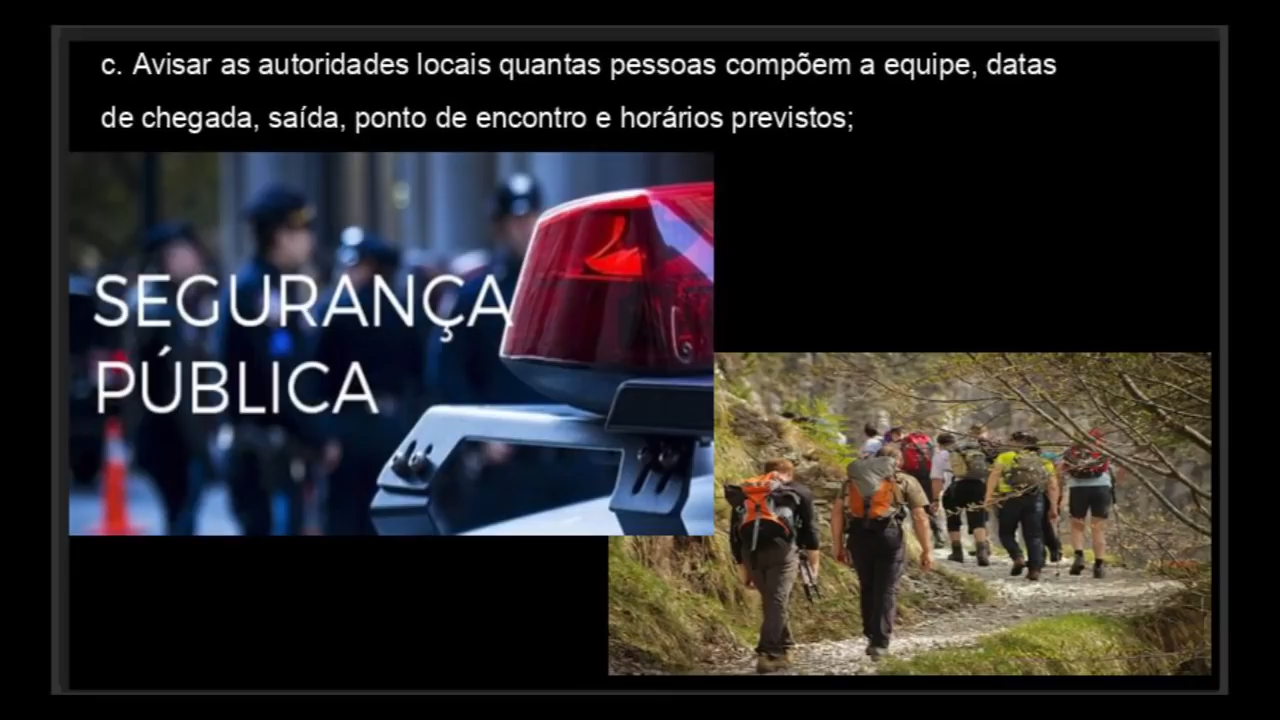 c. Avisar as autoridades locais quantas pessoas compõem a equipe, datas
de chegada, saída, ponto de encontro e horários previstos;
SEGURANÇA
PÚBLICA